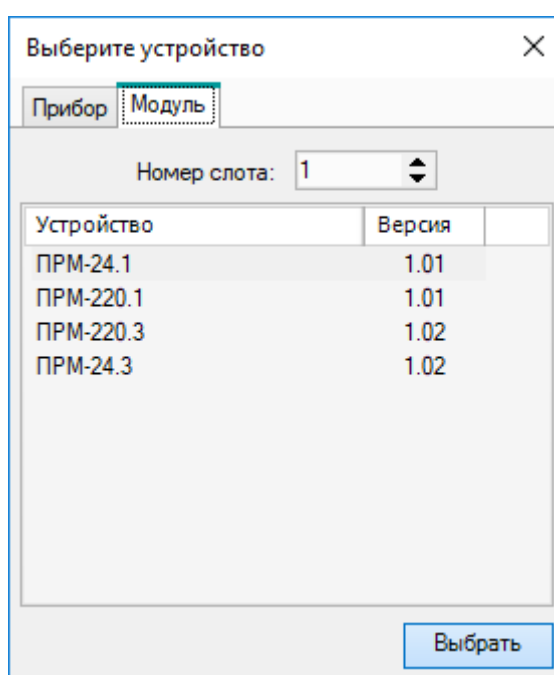 Выберите устройство
Прибор Модуль
Номер слота: 1
Устройство Версия
ПРМ-24.1 1.01
ПРМ-220.1 1.01
ПРМ-220.3 1.02
ПРМ-24.3 1.02
Выбрать